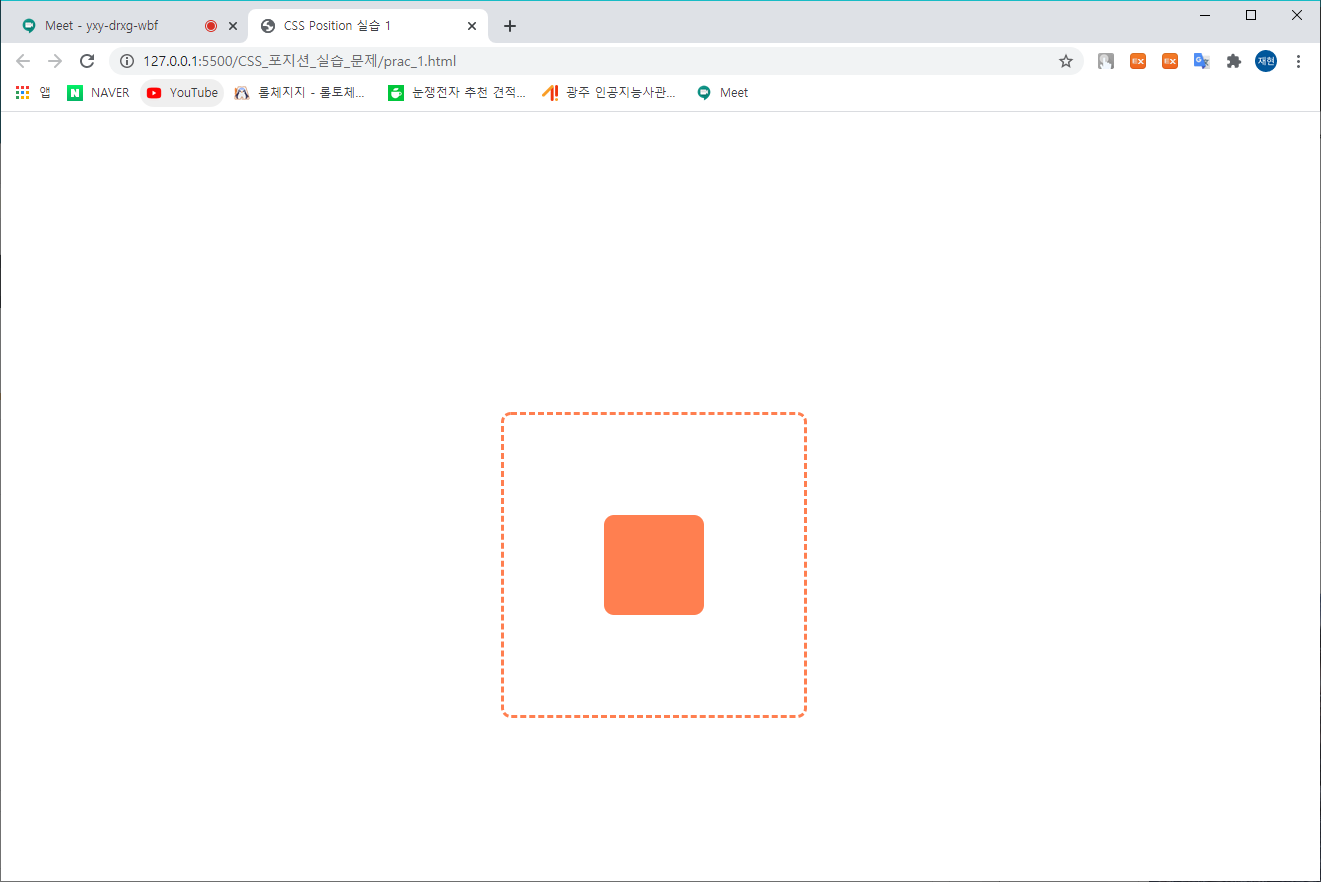 Meet - yxy-drxg-wbf
CSS Position 실습 1
127.0.0.1:5500/CSS_포지션_실습_문제/prac_1.html
재현
앱 NAVER YouTube 롤체지지 - 롤토체... 눈쟁전자 추천 견적... 광주 인공지능사관... Meet